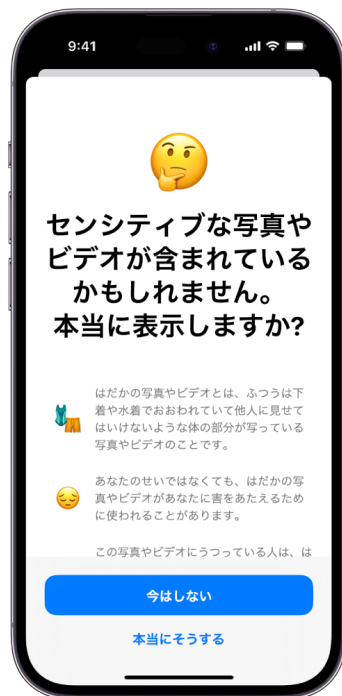 9:41
センシティブな写真や
ビデオが含まれている
かもしれません。
本当に表示しますか?
はだかの写真やビデオとは、ふつうは下
着や水着でおおわれていて他人に見せて
はいけないような体の部分が写っている
写真やビデオのことです。
あなたのせいではなくても、はだかの写
真やビデオがあなたに害をあたえるため
に使われることがあります。
この写真やビデオにうつっている人は、は
今はしない
本当にそうする